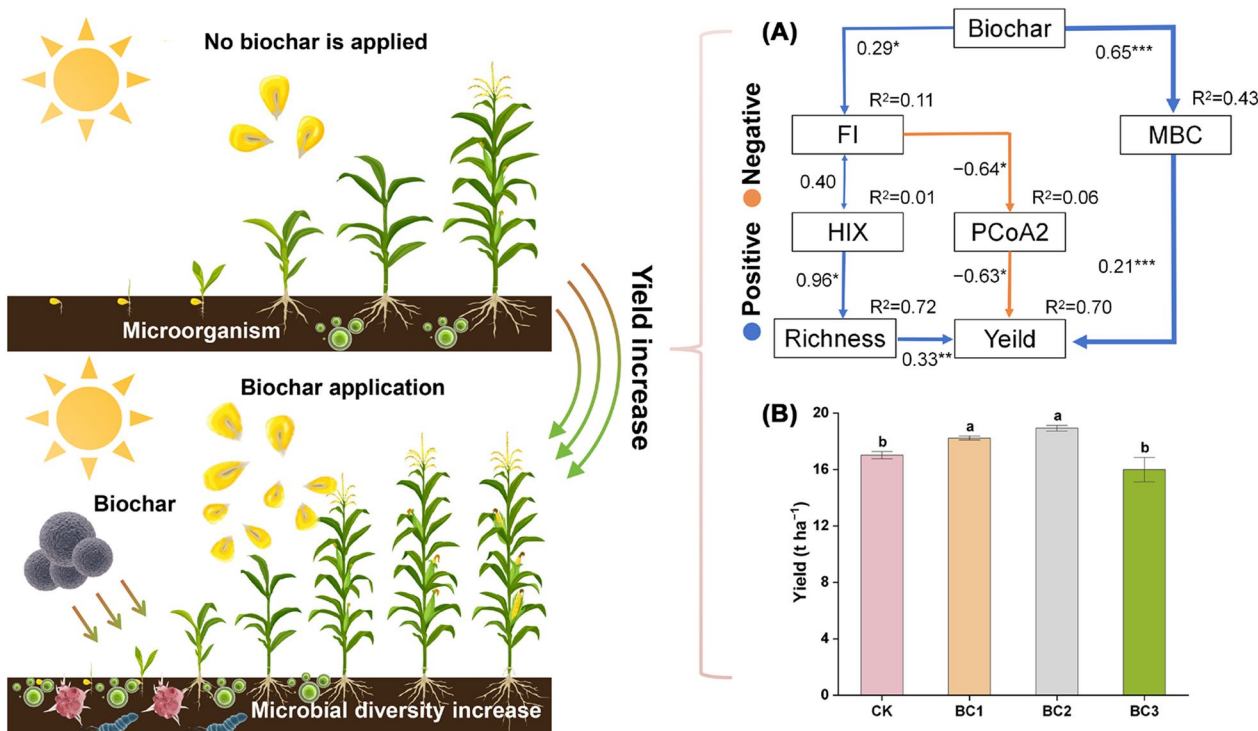 No biochar is applied
Microorganism
Biochar application
Biochar
Microbial diversity increase
Yield increase
(A)
Negative
Positive
Biochar
0.29*
0.65***
R²=0.11
R²=0.43
FI
MBC
−0.64*
0.40
R²=0.01
R²=0.06
HIX
PCoA2
0.96*
−0.63*
0.21***
R²=0.72
R²=0.70
Richness
Yeild
0.33**
(B)
Yield (t ha⁻¹)
20
16
12
8
4
0
b
a
a
b
CK
BC1
BC2
BC3